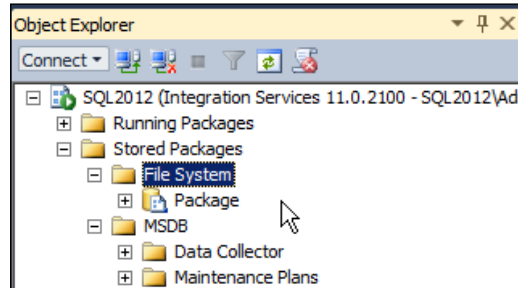 Object Explorer
Connect
SQL2012 (Integration Services 11.0.2100 - SQL2012\Ad
Running Packages
Stored Packages
File System
Package
MSDB
Data Collector
Maintenance Plans